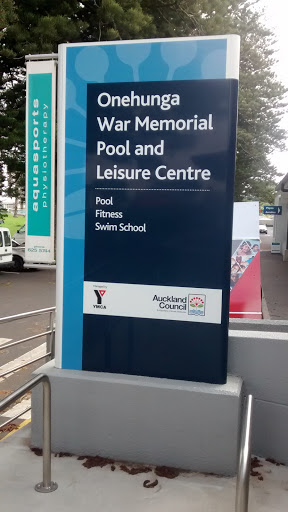 aquasports
physiotherapy
Onehunga
War Memorial
Pool and
Leisure Centre
Pool
Fitness
Swim School
YMCA
Auckland
Council